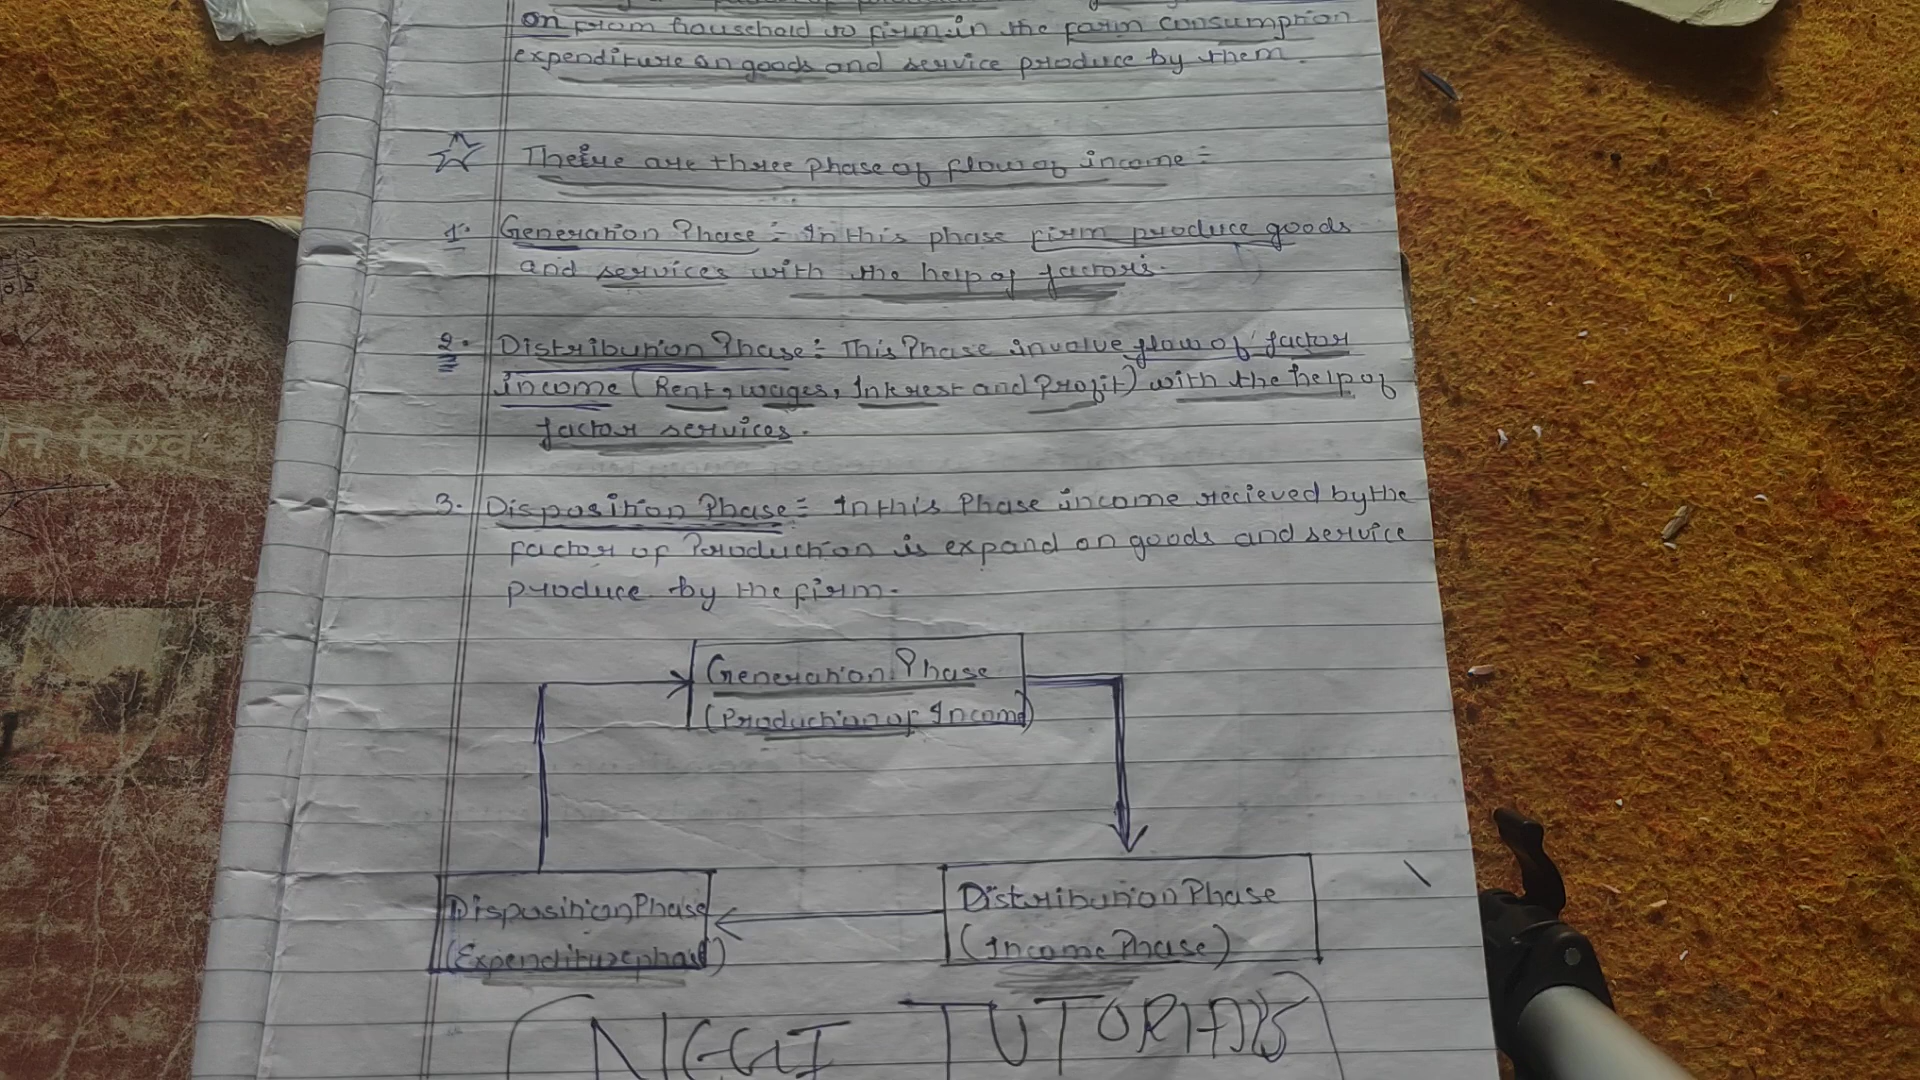 on from household to firm in the form consumption
expenditure on goods and service produce by them.
There are three phase of flow of income :
1. Generation Phase : In this phase firm produce goods
and services with the help of factors.
2. Distribution Phase : This Phase involve flow of factor
income (Rent, wages, Interest and Profit) with the help of
factor services.
3. Disposition Phase : In this Phase income recieved by the
factor of Production is expand on goods and service
produce by the firm.
Generation Phase
(Production of Income)
Disposition Phase
(Expenditure phase)
Distribution Phase
(Income Phase)
NEGI TUTORIALS
न विश्व